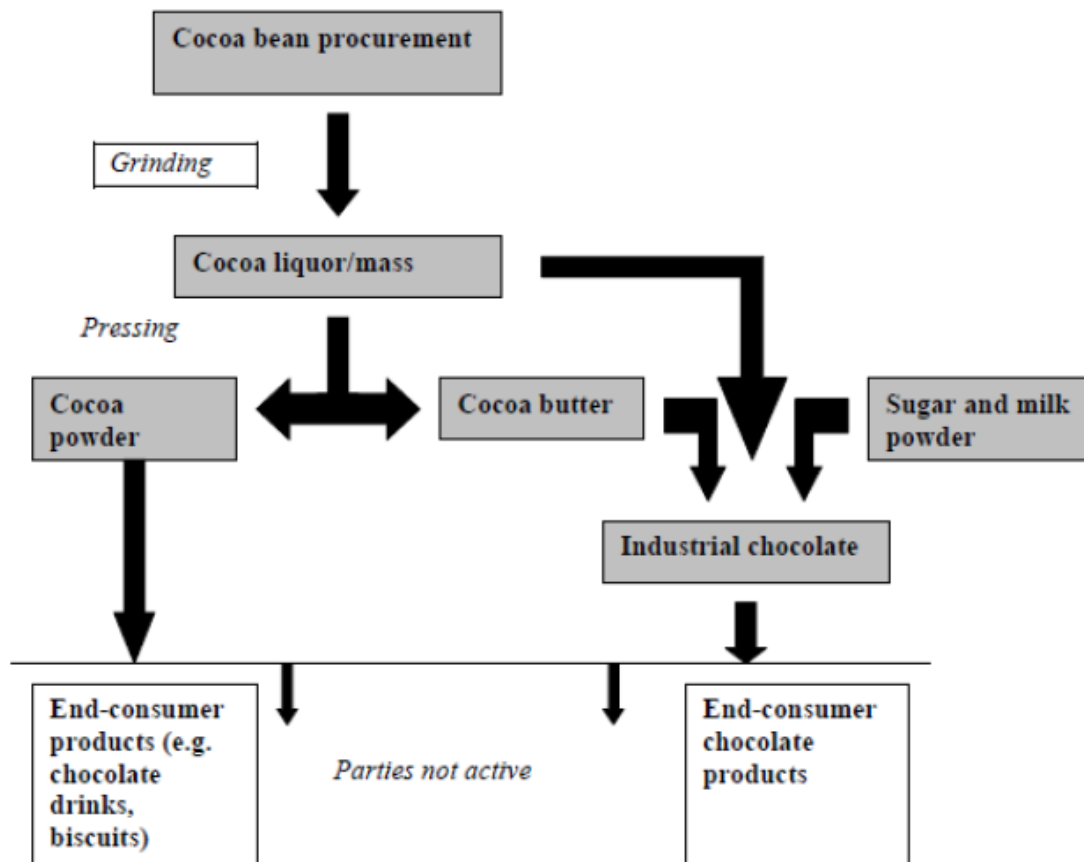 Cocoa bean procurement
Grinding
Cocoa liquor/mass
Pressing
Cocoa
powder
Cocoa butter
Sugar and milk
powder
Industrial chocolate
End-consumer
products (e.g.
chocolate
drinks,
biscuits)
Parties not active
End-consumer
chocolate
products